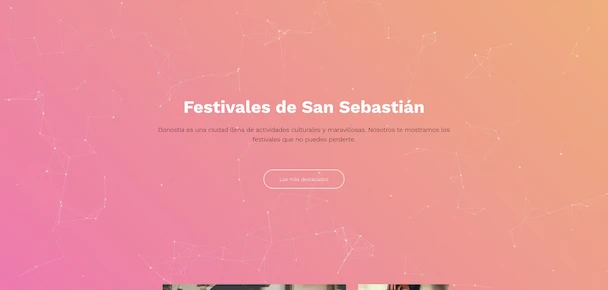 Festivales de San Sebastián
Donostia es una ciudad llena de actividades culturales y maravillosas. Nosotros te mostramos los
festivales que no puedes perderte.
Los más destacados